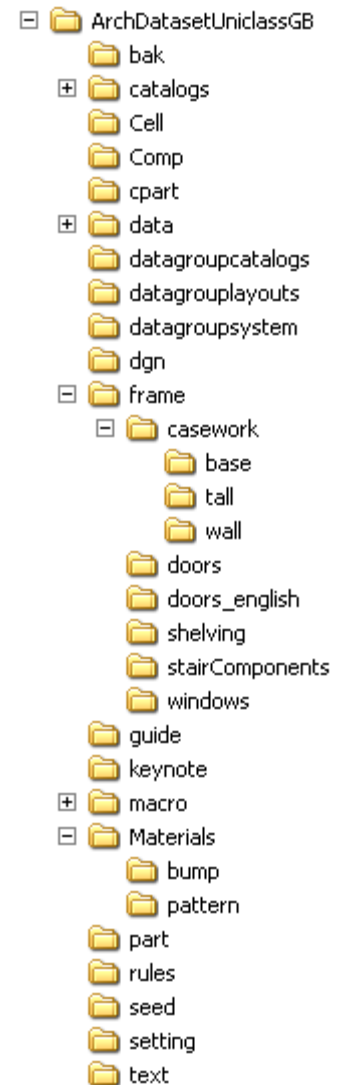 ArchDatasetUniclassGB
bak
catalogs
Cell
Comp
cpart
data
datagroupcatalogs
datagrouplayouts
datagroupsystem
dgn
frame
casework
base
tall
wall
doors
doors_english
shelving
stairComponents
windows
guide
keynote
macro
Materials
bump
pattern
part
rules
seed
setting
text